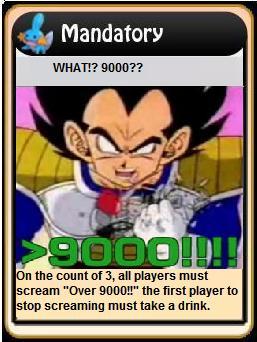 Mandatory
WHAT!? 9000??
>9000!!!!
On the count of 3, all players must
scream "Over 9000!!" the first player to
stop screaming must take a drink.